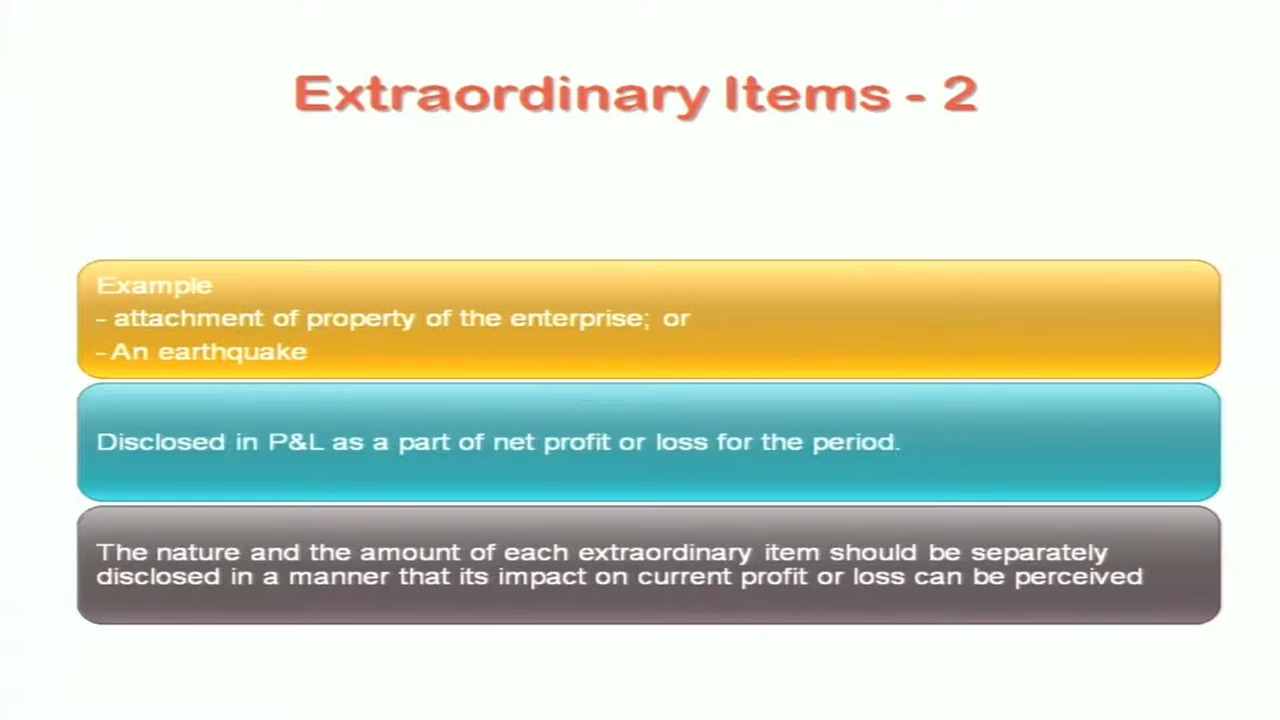 Extraordinary Items - 2
Example
- attachment of property of the enterprise; or
- An earthquake
Disclosed in P&L as a part of net profit or loss for the period.
The nature and the amount of each extraordinary item should be separately
disclosed in a manner that its impact on current profit or loss can be perceived